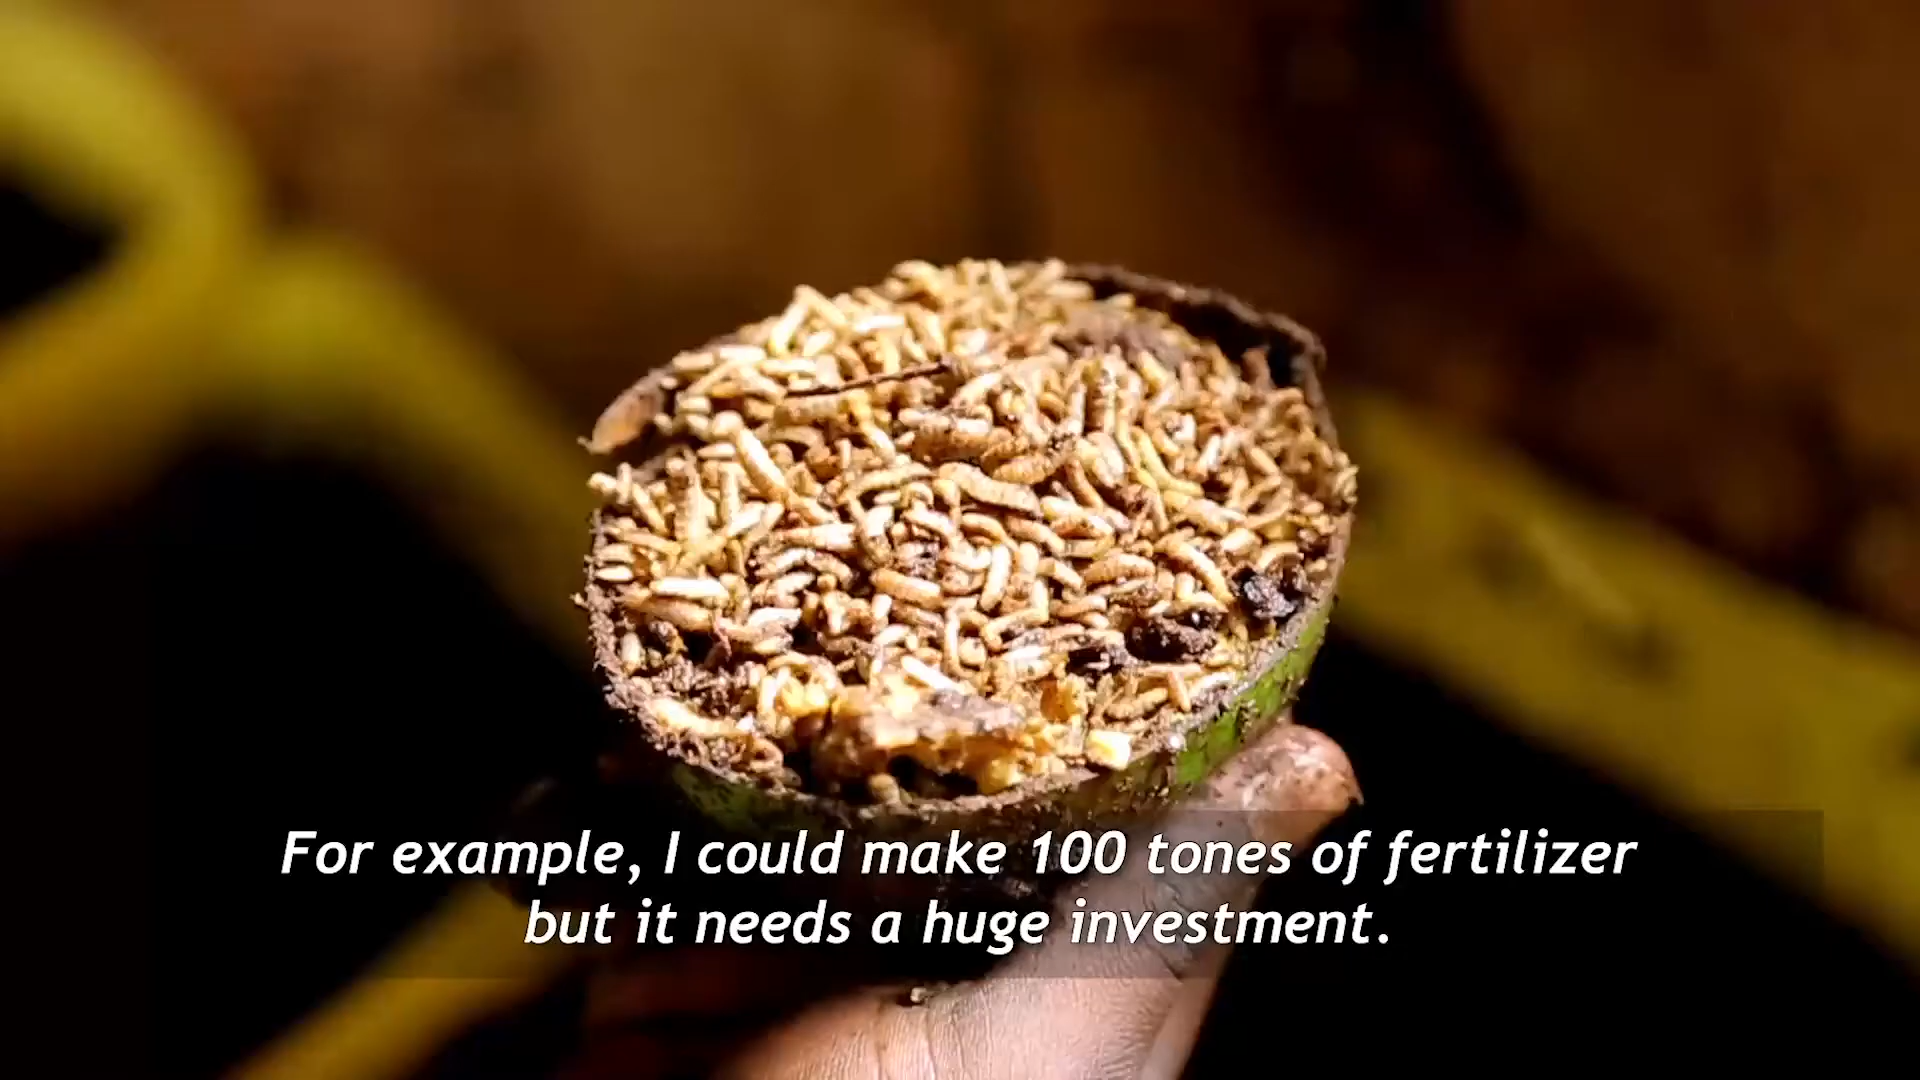 For example, I could make 100 tones of fertilizer
but it needs a huge investment.